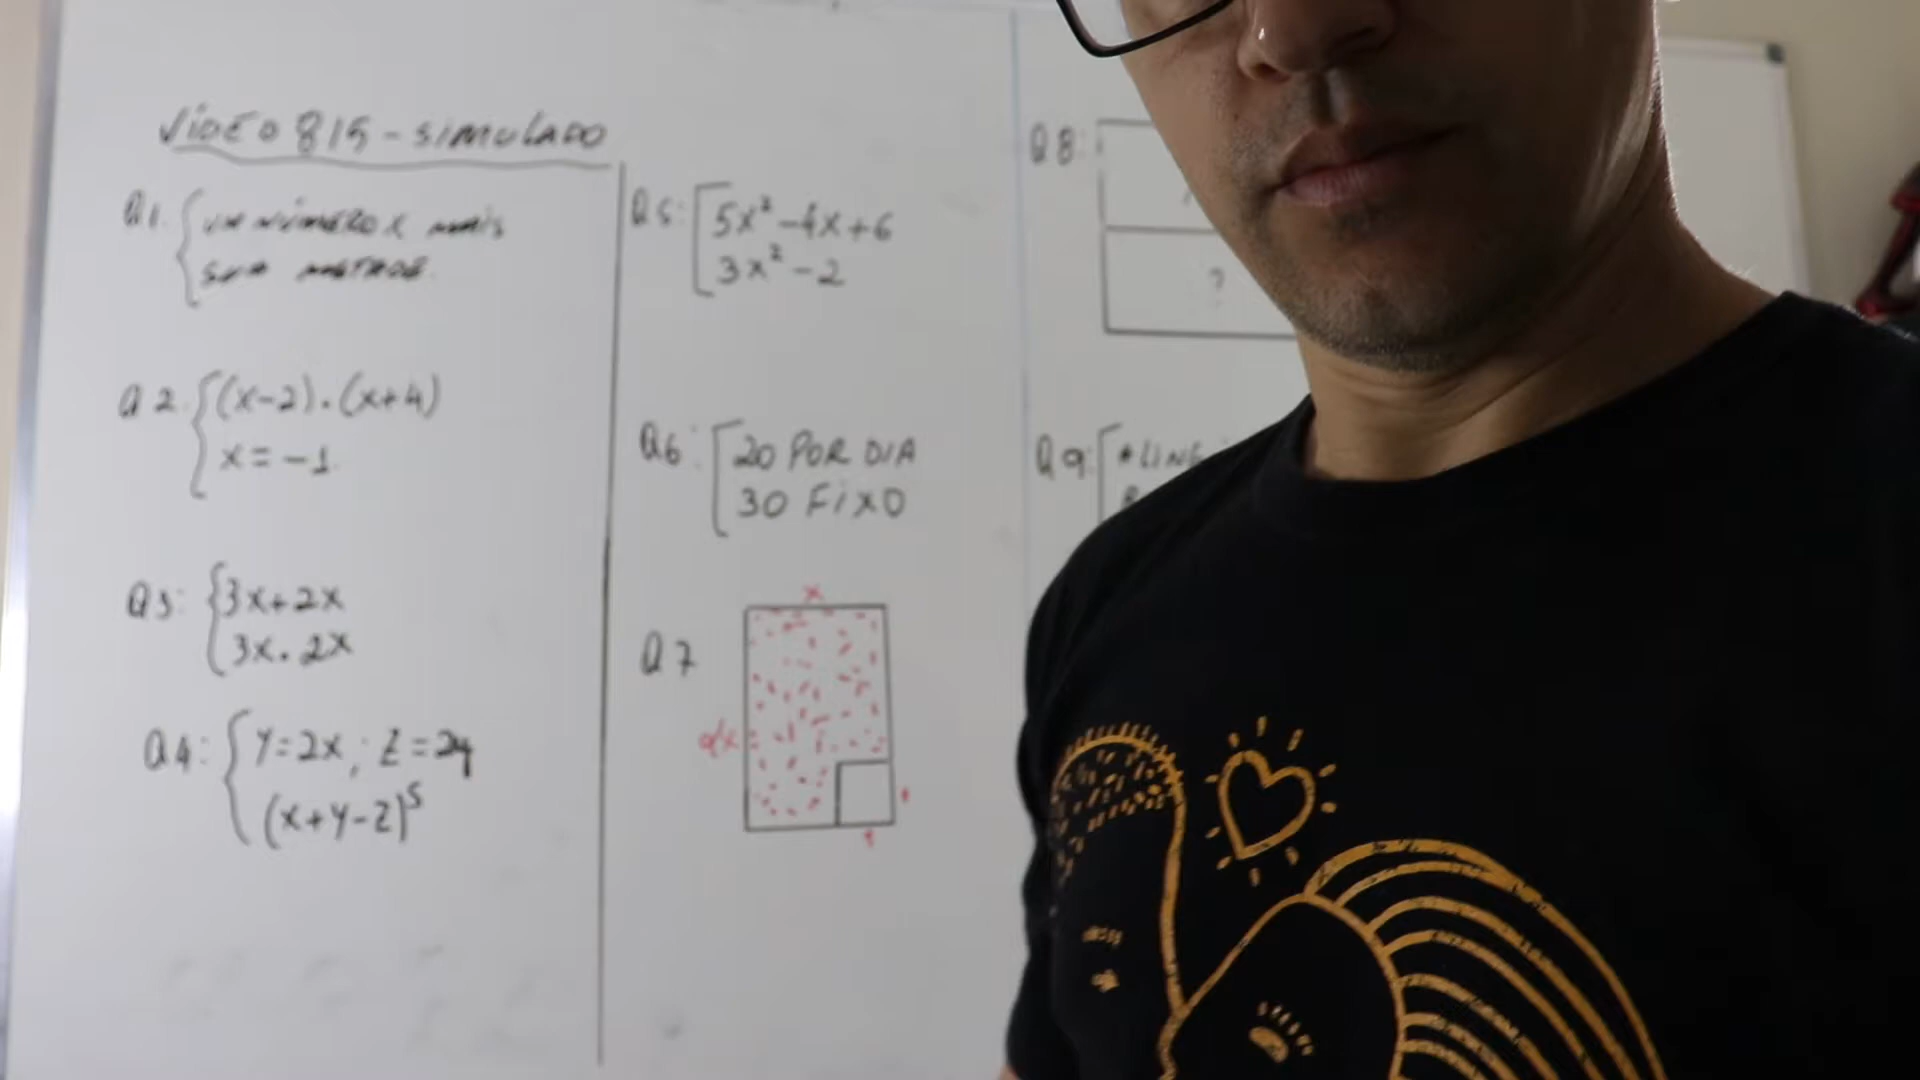 VÍDEO 815 - SIMULADO
Q1. UM NÚMERO X MAIS
SUA METADE.
Q2. (x-2).(x+4)
x = -1
Q3: 3x+2x
3x.2x
Q4: Y=2x; Z=24
(x+y-z)⁵
Q5: 5x²-4x+6
3x²-2
Q6: 20 POR DIA
30 FIXO
Q7
x
Q8:
?
Q9: